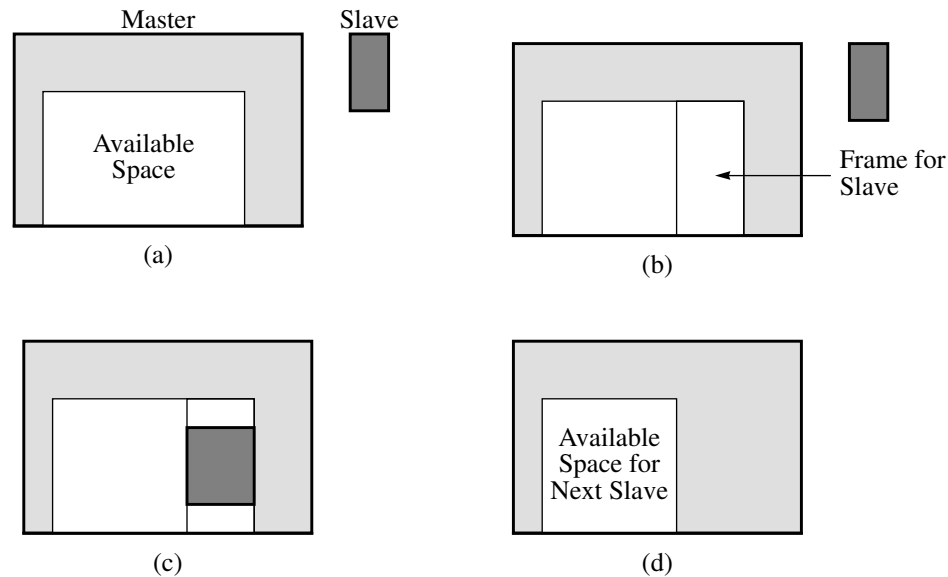 Master
Slave
Available
Space
(a)
Frame for
Slave
(b)
(c)
Available
Space for
Next Slave
(d)